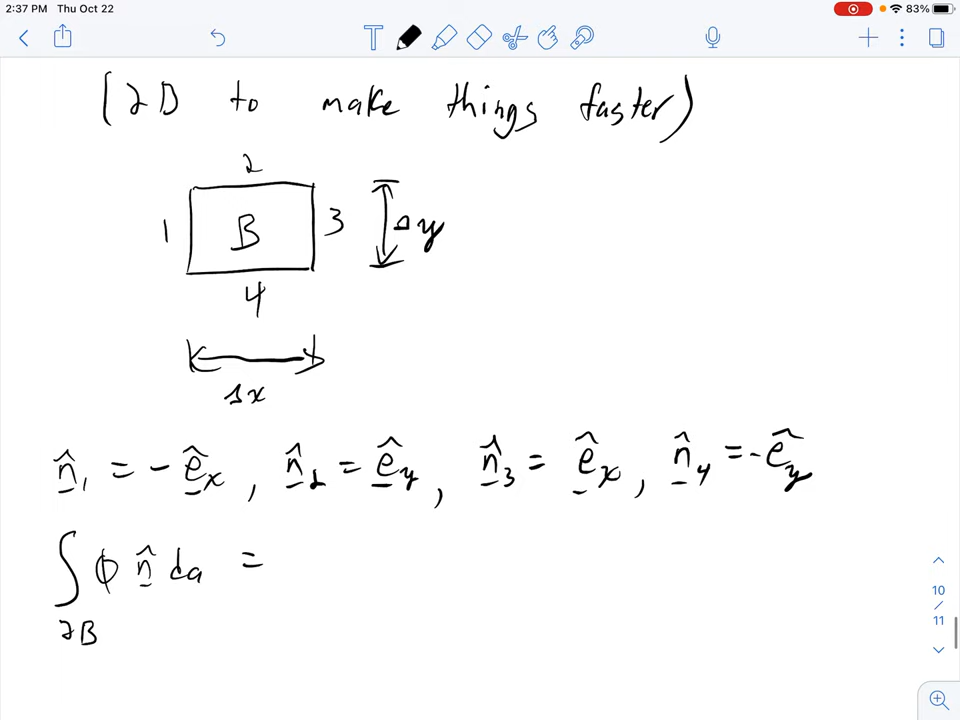 2:37 PM Thu Oct 22
83%
T
(2D to make things faster)
2
1 B 3 Δy
4
Δx
n̂₁ = - ê_x , n̂₂ = ê_y , n̂₃ = ê_x , n̂₄ = - ê_y
∫ φ n̂ da =
∂B
10
/
11